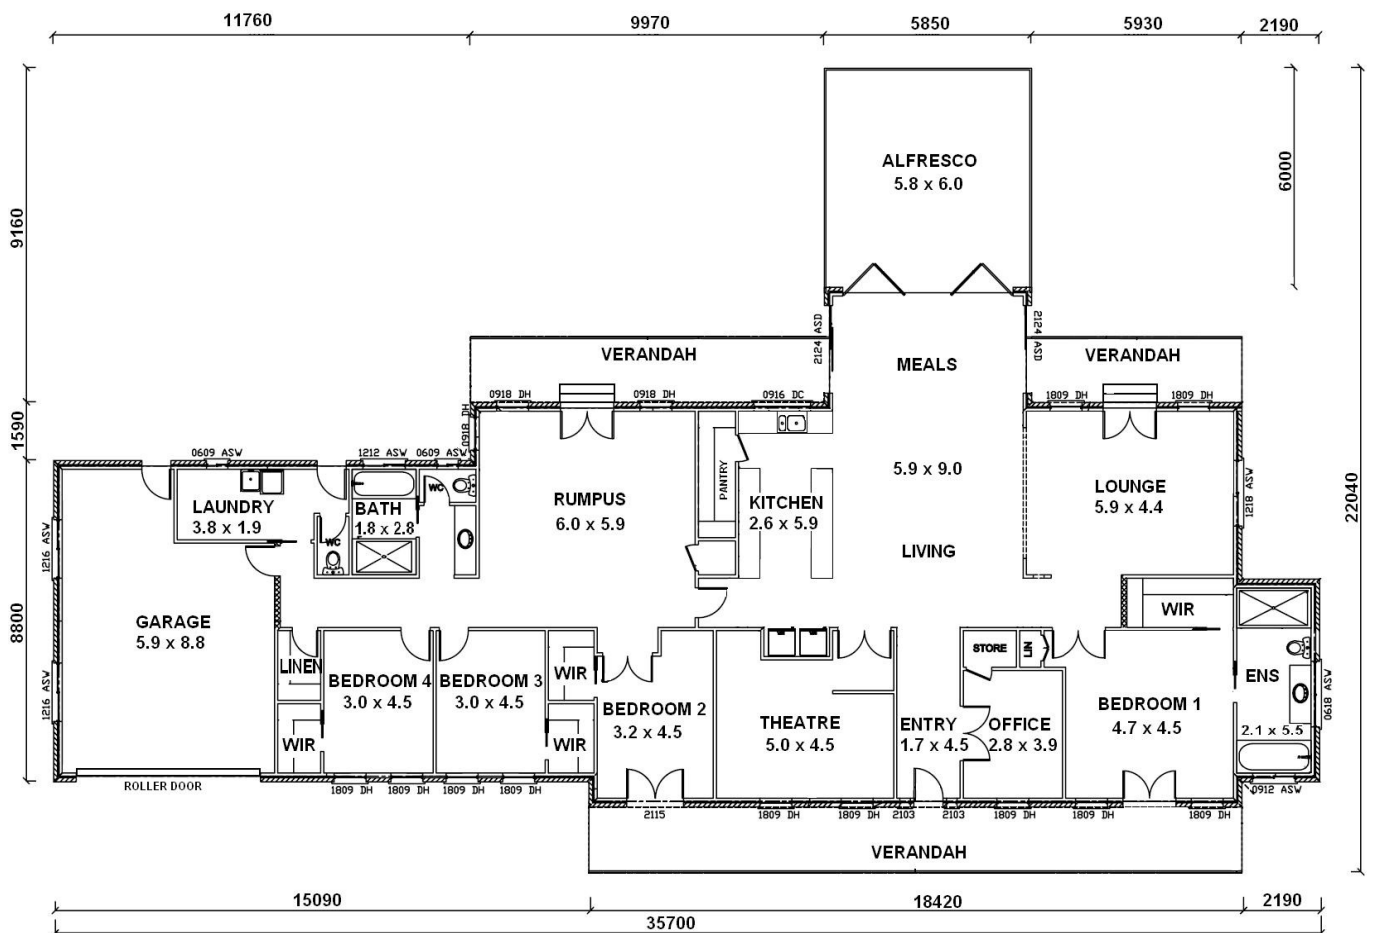 11760
9970
5850
5930
2190
ALFRESCO
5.8 x 6.0
6000
9160
2124 ASD
2124 ASD
VERANDAH
MEALS
VERANDAH
0918 DH
0918 DH
0916 DC
1809 DH
1809 DH
0918 DH
1590
0609 ASW
1212 ASW
0609 ASW
WC
PANTRY
5.9 x 9.0
LAUNDRY
3.8 x 1.9
BATH
1.8 x 2.8
RUMPUS
6.0 x 5.9
KITCHEN
2.6 x 5.9
LOUNGE
5.9 x 4.4
1218 ASW
22040
1216 ASW
WC
LIVING
8800
GARAGE
5.9 x 8.8
WIR
LINEN
BEDROOM 4
3.0 x 4.5
BEDROOM 3
3.0 x 4.5
WIR
STORE
LIN
ENS
1216 ASW
0618 ASW
BEDROOM 2
3.2 x 4.5
THEATRE
5.0 x 4.5
ENTRY
1.7 x 4.5
OFFICE
2.8 x 3.9
BEDROOM 1
4.7 x 4.5
2.1 x 5.5
WIR
WIR
ROLLER DOOR
1809 DH
1809 DH
1809 DH
1809 DH
0912 ASW
2115
1809 DH
1809 DH
2103
2103
1809 DH
1809 DH
1809 DH
VERANDAH
15090
18420
2190
35700